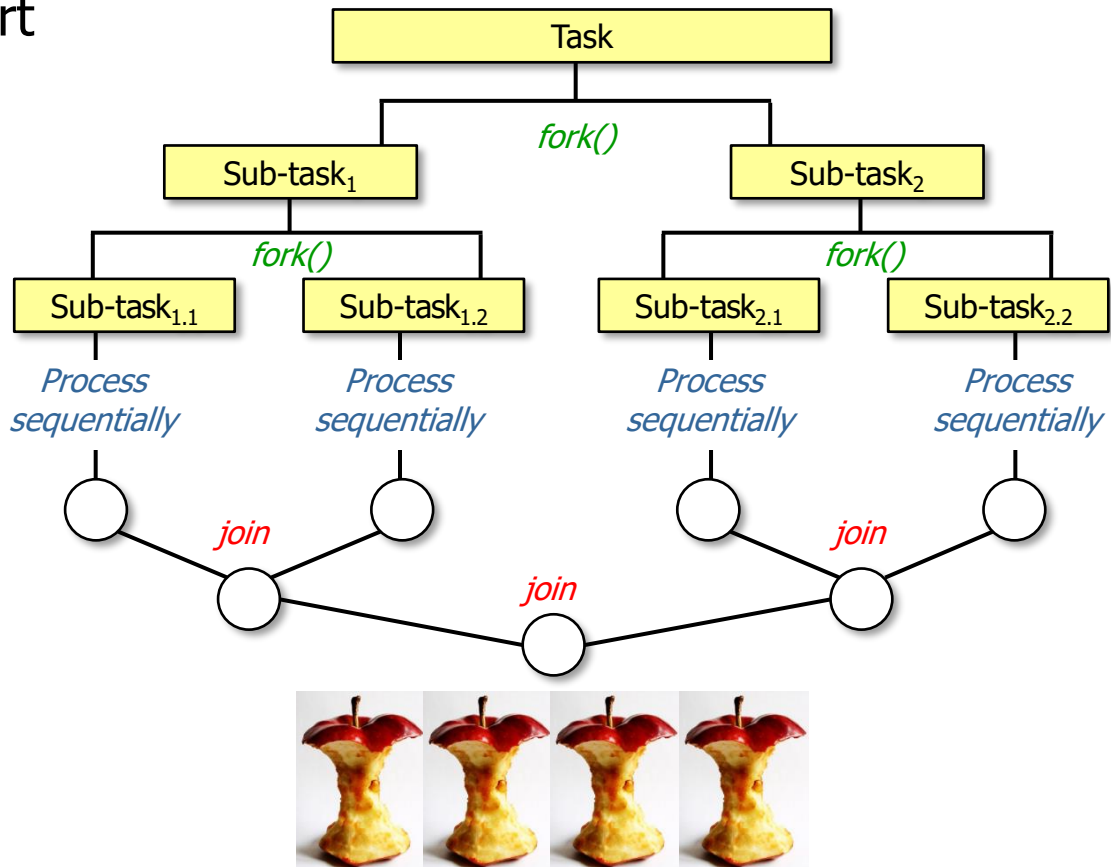 rt
Task
fork()
Sub-task₁
Sub-task₂
fork()
fork()
Sub-task₁.₁
Sub-task₁.₂
Sub-task₂.₁
Sub-task₂.₂
Process
sequentially
Process
sequentially
Process
sequentially
Process
sequentially
join
join
join